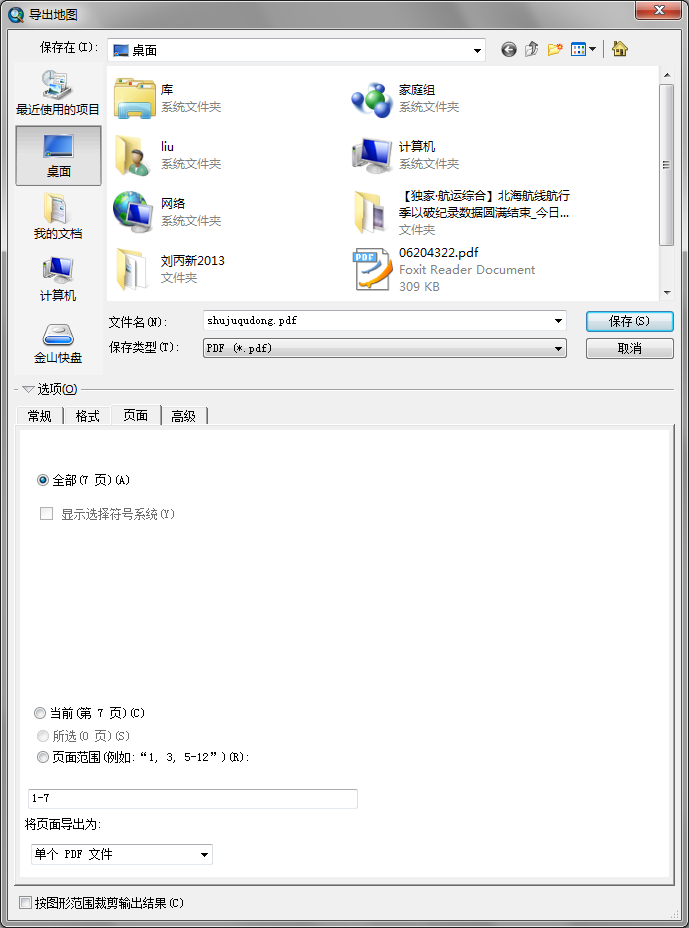 导出地图
保存在(I):
桌面
最近使用的项目
桌面
我的文档
计算机
金山快盘
库
系统文件夹
家庭组
系统文件夹
liu
系统文件夹
计算机
系统文件夹
网络
系统文件夹
【独家·航运综合】北海航线航行
季以破纪录数据圆满结束_今日...
文件夹
刘丙新2013
文件夹
06204322.pdf
Foxit Reader Document
309 KB
文件名(N):
shujuqudong.pdf
保存(S)
保存类型(T):
PDF (*.pdf)
取消
选项(O)
常规
格式
页面
高级
全部(7 页)(A)
显示选择符号系统(Y)
当前(第 7 页)(C)
所选(0 页)(S)
页面范围(例如:“1, 3, 5-12”)(R):
1-7
将页面导出为:
单个 PDF 文件
按图形范围裁剪输出结果(C)